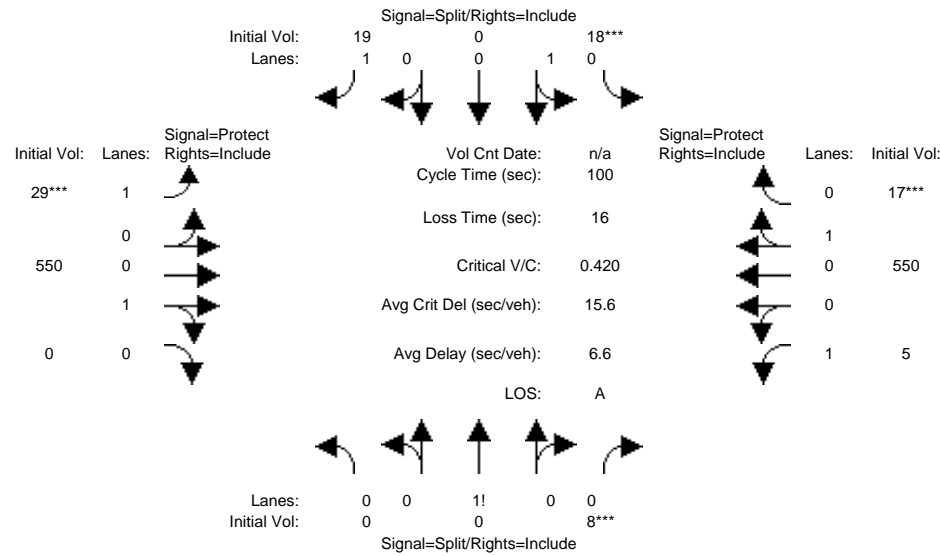 Signal=Split/Rights=Include
Initial Vol: 19 0 18***
Lanes: 1 0 0 1 0
Signal=Protect Signal=Protect
Initial Vol: Lanes: Rights=Include Vol Cnt Date: n/a Rights=Include Lanes: Initial Vol:
Cycle Time (sec): 100
29*** 1 0 17***
Loss Time (sec): 16
0 1
550 0 Critical V/C: 0.420 0 550
1 Avg Crit Del (sec/veh): 15.6 0
0 0 Avg Delay (sec/veh): 6.6 1 5
LOS: A
Lanes: 0 0 1! 0 0
Initial Vol: 0 0 8***
Signal=Split/Rights=Include